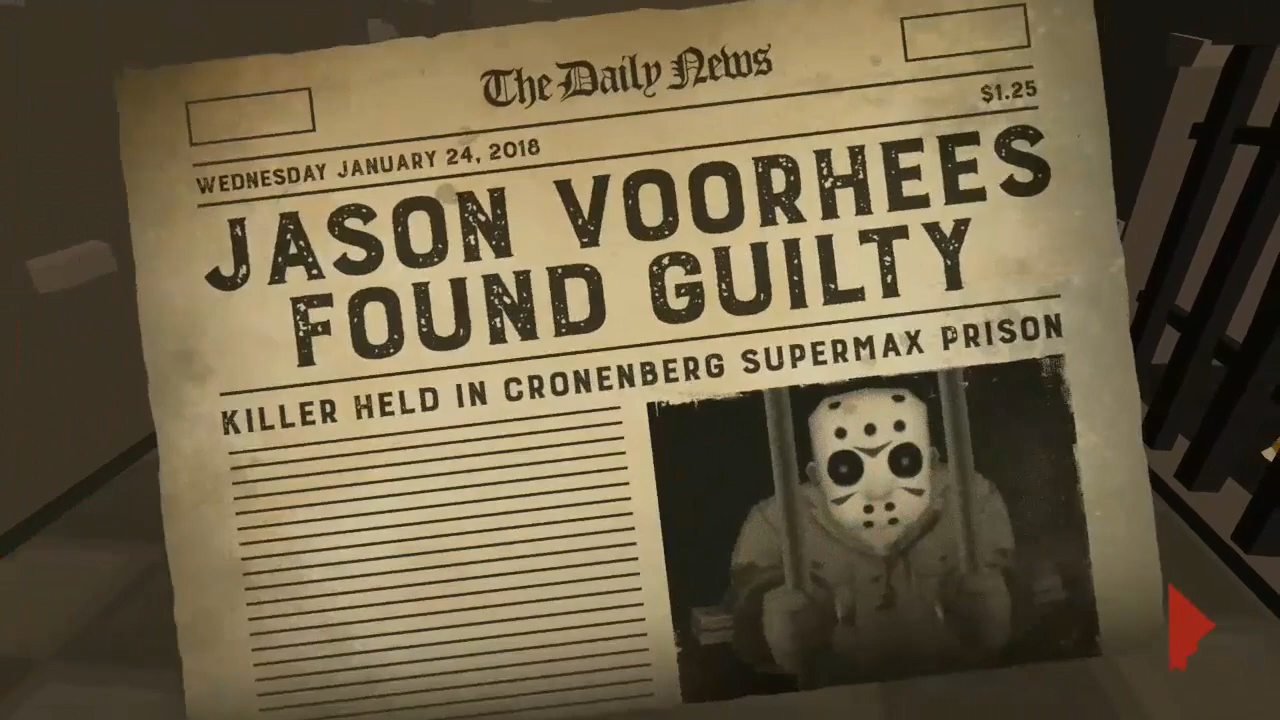 The Daily News
$1.25
WEDNESDAY JANUARY 24, 2018
JASON VOORHEES
FOUND GUILTY
KILLER HELD IN CRONENBERG SUPERMAX PRISON